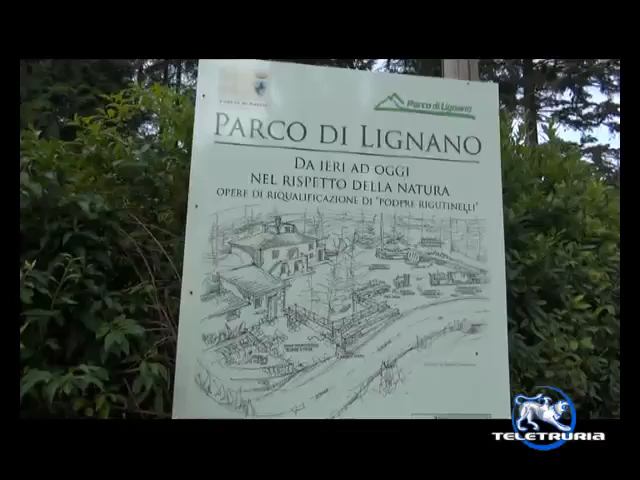 Parco di Lignano
PARCO DI LIGNANO
DA IERI AD OGGI
NEL RISPETTO DELLA NATURA
OPERE DI RIQUALIFICAZIONE DI "PODERE RIGUTINELLI"
TELETRURIA